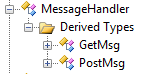 MessageHandler
Derived Types
GetMsg
PostMsg